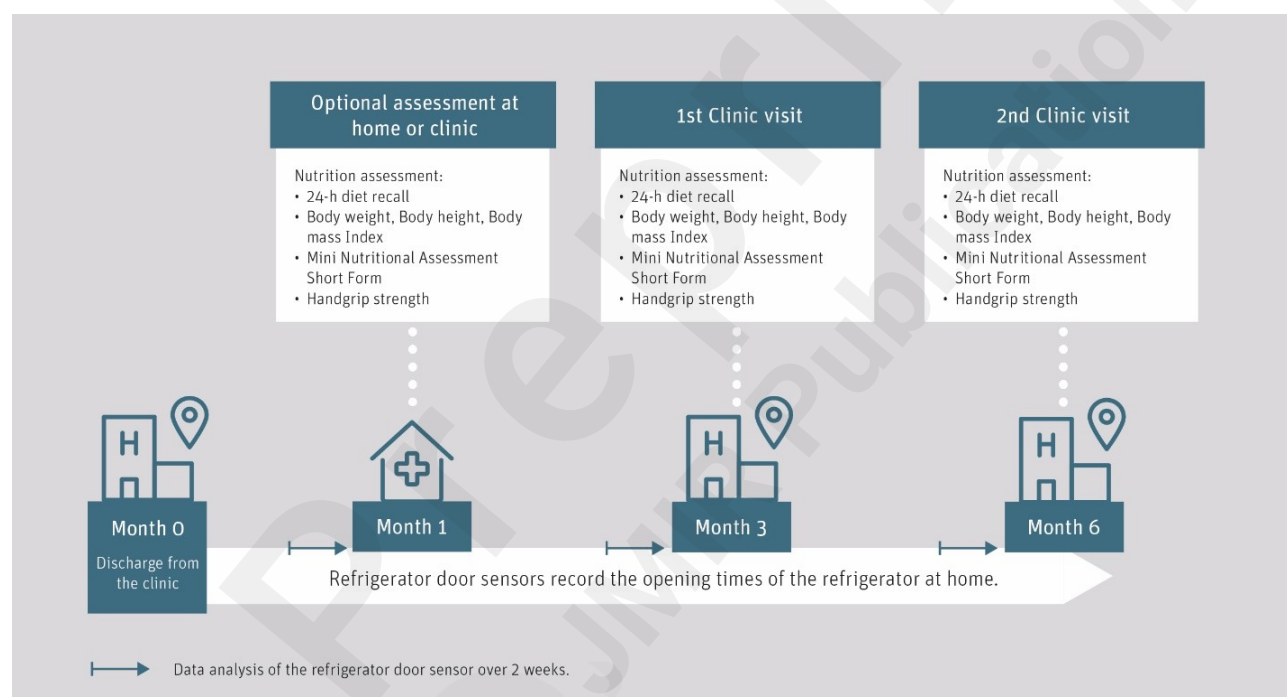 Optional assessment at
home or clinic
Nutrition assessment:
• 24-h diet recall
• Body weight, Body height, Body
mass Index
• Mini Nutritional Assessment
Short Form
• Handgrip strength
1st Clinic visit
Nutrition assessment:
• 24-h diet recall
• Body weight, Body height, Body
mass Index
• Mini Nutritional Assessment
Short Form
• Handgrip strength
2nd Clinic visit
Nutrition assessment:
• 24-h diet recall
• Body weight, Body height, Body
mass Index
• Mini Nutritional Assessment
Short Form
• Handgrip strength
H
H
H
Month 0
Discharge from
the clinic
Month 1
Month 3
Month 6
Refrigerator door sensors record the opening times of the refrigerator at home.
Data analysis of the refrigerator door sensor over 2 weeks.
Prepri
JMIR Publication